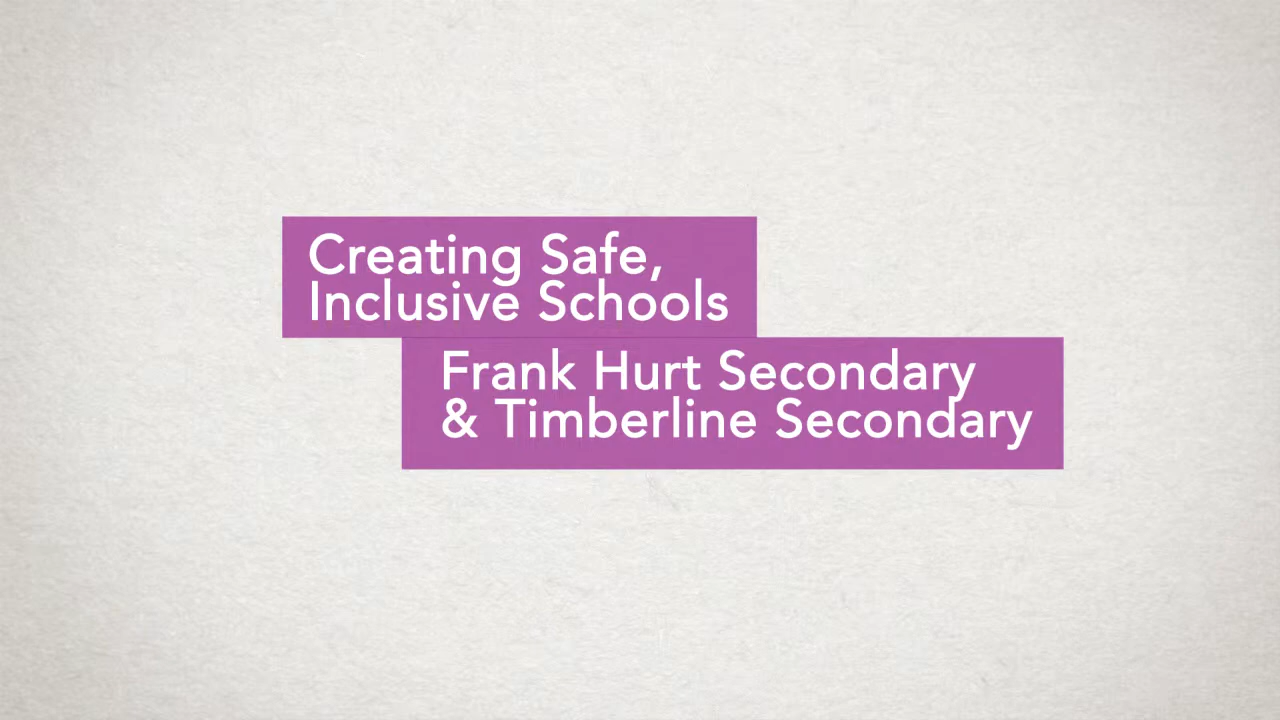 Creating Safe,
Inclusive Schools
Frank Hurt Secondary
& Timberline Secondary